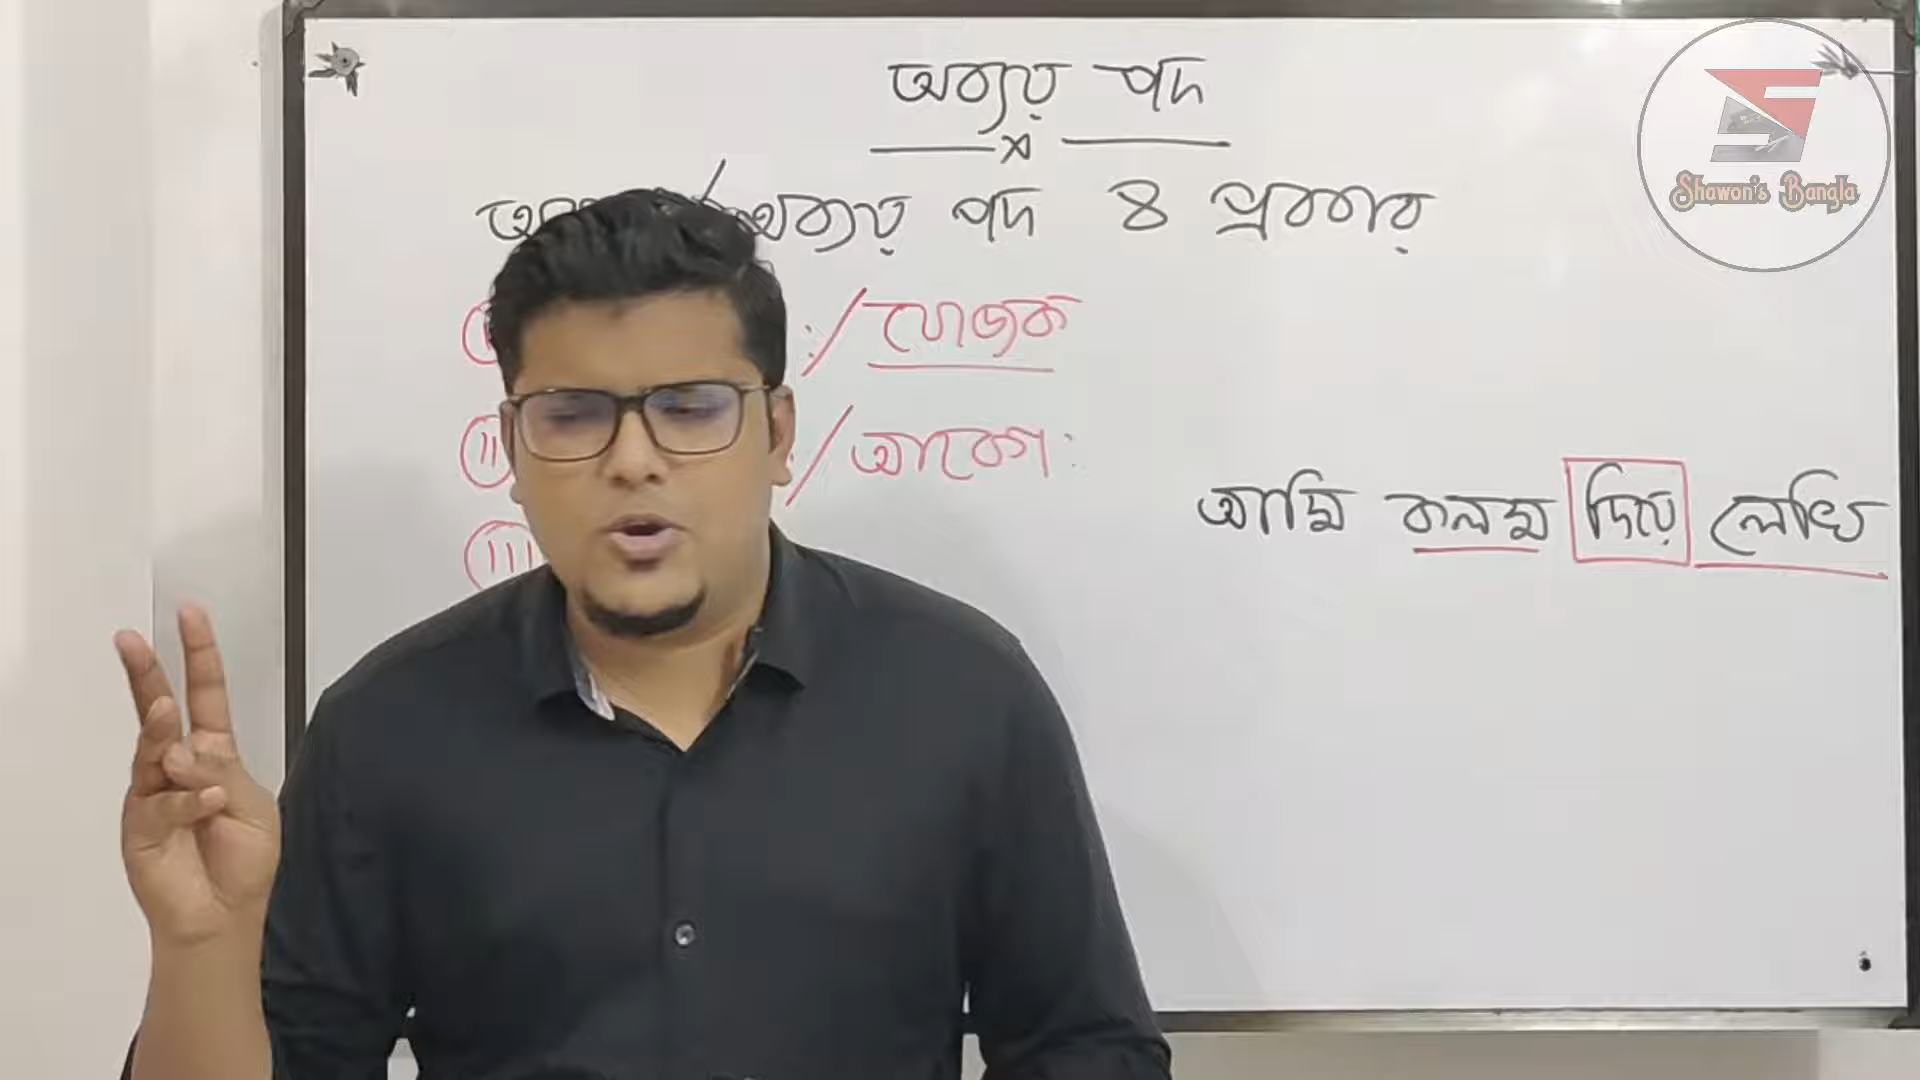 অব্যয় পদ
x
/অব্যয় পদ ৪ প্রকার
:/ যোজক
/ আবেগ :
আমি কলম দিয়ে লেখি
Shawon's Bangla